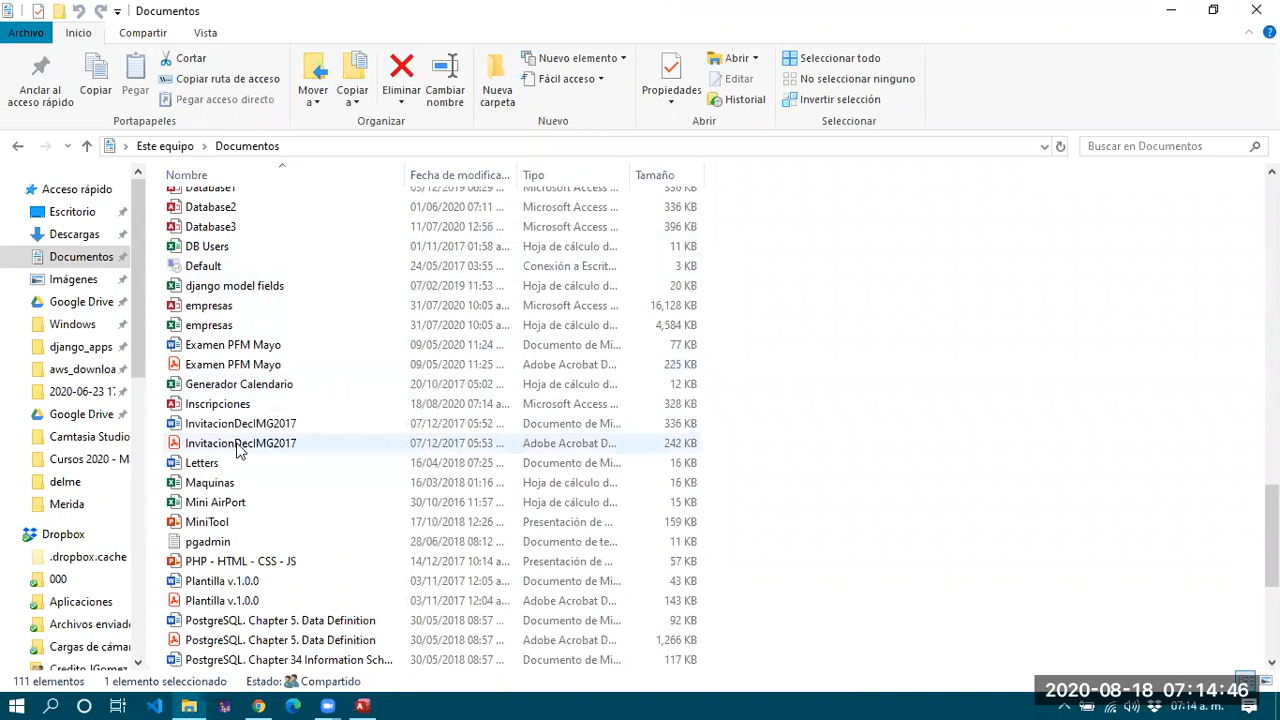 Documentos
Archivo Inicio Compartir Vista
Anclar al acceso rápido
Copiar
Pegar
Cortar
Copiar ruta de acceso
Pegar acceso directo
Portapapeles
Mover a
Copiar a
Eliminar
Cambiar nombre
Organizar
Nueva carpeta
Nuevo elemento
Fácil acceso
Nuevo
Propiedades
Abrir
Editar
Historial
Abrir
Seleccionar todo
No seleccionar ninguno
Invertir selección
Seleccionar
Este equipo > Documentos
Buscar en Documentos
Acceso rápido
Escritorio
Descargas
Documentos
Imágenes
Google Drive
Windows
django_apps
aws_downloa
2020-06-23 17.
Google Drive
Camtasia Studio
Cursos 2020 - M
delme
Merida
Dropbox
.dropbox.cache
000
Aplicaciones
Archivos enviad
Cargas de cáma
Credito IGomez
Nombre Fecha de modifica... Tipo Tamaño
Database1 03/12/2019 06:29 ... Microsoft Access ... 336 KB
Database2 01/06/2020 07:11 ... Microsoft Access ... 336 KB
Database3 11/07/2020 12:56 ... Microsoft Access ... 396 KB
DB Users 01/11/2017 01:58 a... Hoja de cálculo d... 11 KB
Default 24/05/2017 03:55 ... Conexión a Escrit... 3 KB
django model fields 07/02/2019 11:53 ... Hoja de cálculo d... 20 KB
empresas 31/07/2020 10:05 a... Microsoft Access ... 16,128 KB
empresas 31/07/2020 10:05 a... Hoja de cálculo d... 4,584 KB
Examen PFM Mayo 09/05/2020 11:24 ... Documento de Mi... 77 KB
Examen PFM Mayo 09/05/2020 11:25 ... Adobe Acrobat D... 225 KB
Generador Calendario 20/10/2017 05:02 ... Hoja de cálculo d... 12 KB
Inscripciones 18/08/2020 07:14 a... Microsoft Access ... 328 KB
InvitacionDecIMG2017 07/12/2017 05:52 ... Documento de Mi... 336 KB
InvitacionDecIMG2017 07/12/2017 05:53 ... Adobe Acrobat D... 242 KB
Letters 16/04/2018 07:25 ... Documento de Mi... 16 KB
Maquinas 16/03/2018 01:16 ... Hoja de cálculo d... 16 KB
Mini AirPort 30/10/2016 11:57 ... Hoja de cálculo d... 15 KB
MiniTool 17/10/2018 12:26 ... Presentación de ... 159 KB
pgadmin 28/06/2018 08:12 ... Documento de te... 3 KB
PHP - HTML - CSS - JS 14/12/2017 10:14 a... Presentación de ... 57 KB
Plantilla v.1.0.0 03/11/2017 12:05 ... Documento de Mi... 43 KB
Plantilla v.1.0.0 03/11/2017 12:04 ... Adobe Acrobat D... 143 KB
PostgreSQL. Chapter 5. Data Definition 30/05/2018 08:57 ... Documento de Mi... 92 KB
PostgreSQL. Chapter 5. Data Definition 30/05/2018 08:57 ... Adobe Acrobat D... 1,266 KB
PostgreSQL. Chapter 34 Information Sch... 30/05/2018 08:57 ... Documento de Mi... 117 KB
111 elementos 1 elemento seleccionado Estado: Compartido
2020-08-18 07:14:46
07:14 a. m.